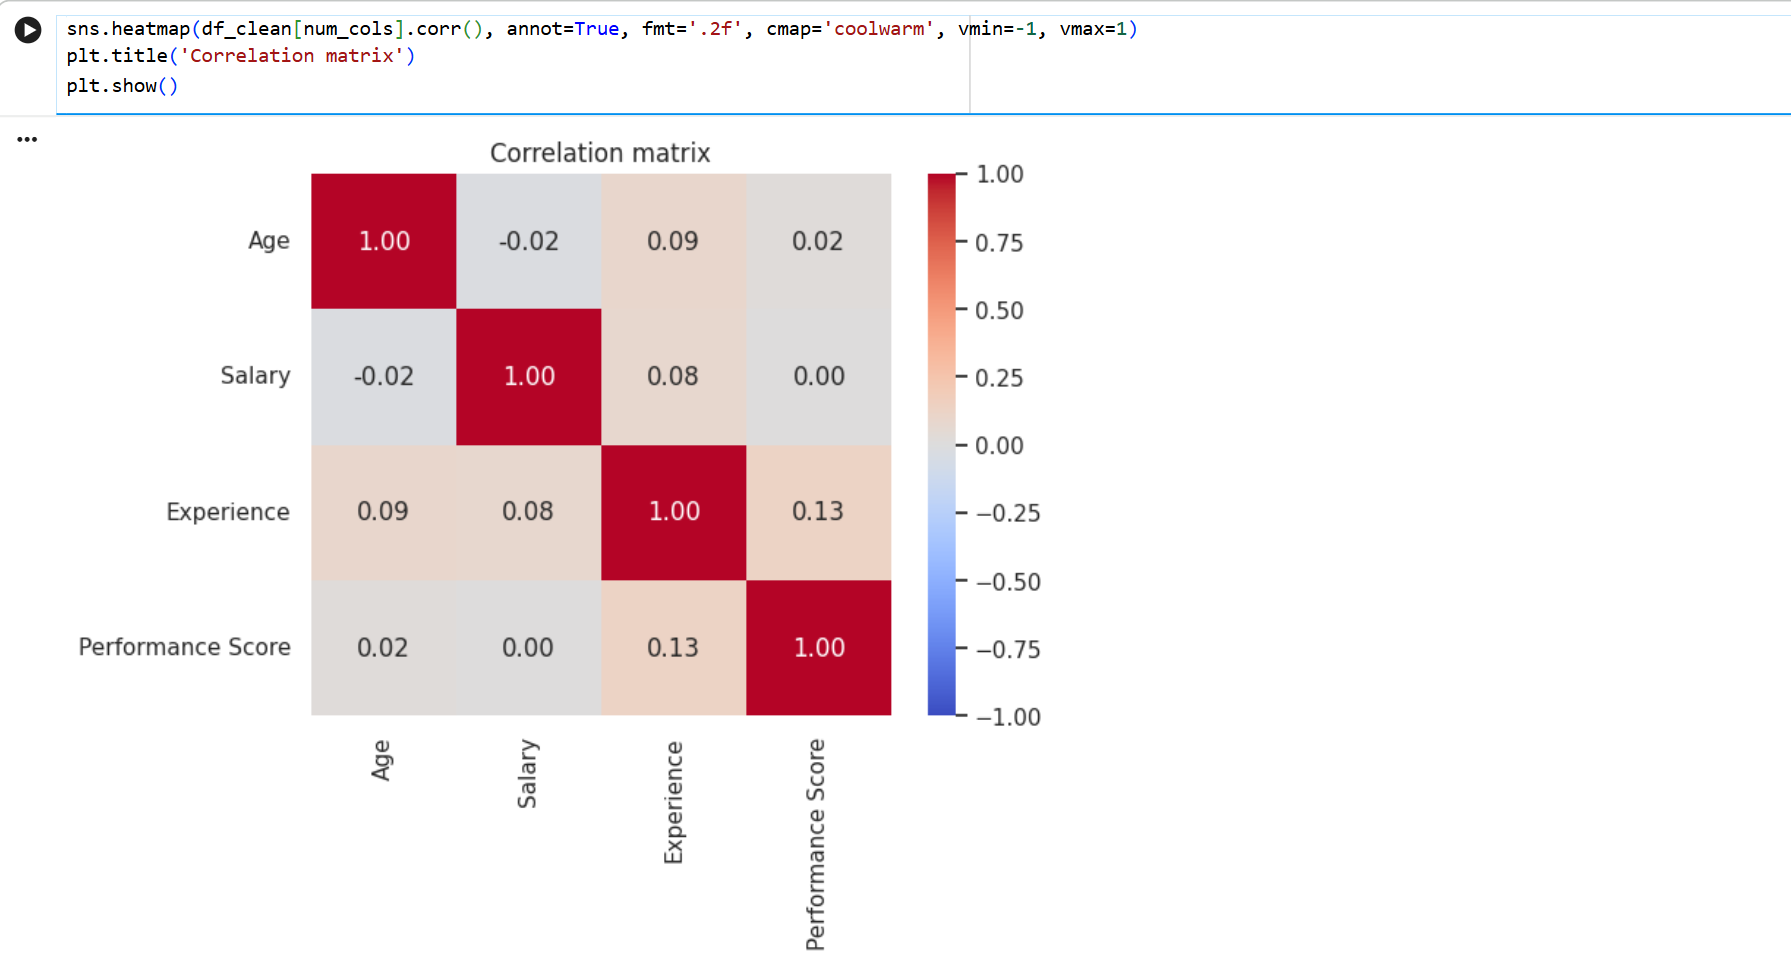 sns.heatmap(df_clean[num_cols].corr(), annot=True, fmt='.2f', cmap='coolwarm', vmin=-1, vmax=1)
plt.title('Correlation matrix')
plt.show()
Correlation matrix
Age 1.00 -0.02 0.09 0.02
Salary -0.02 1.00 0.08 0.00
Experience 0.09 0.08 1.00 0.13
Performance Score 0.02 0.00 0.13 1.00
Age
Salary
Experience
Performance Score
1.00
0.75
0.50
0.25
0.00
−0.25
−0.50
−0.75
−1.00